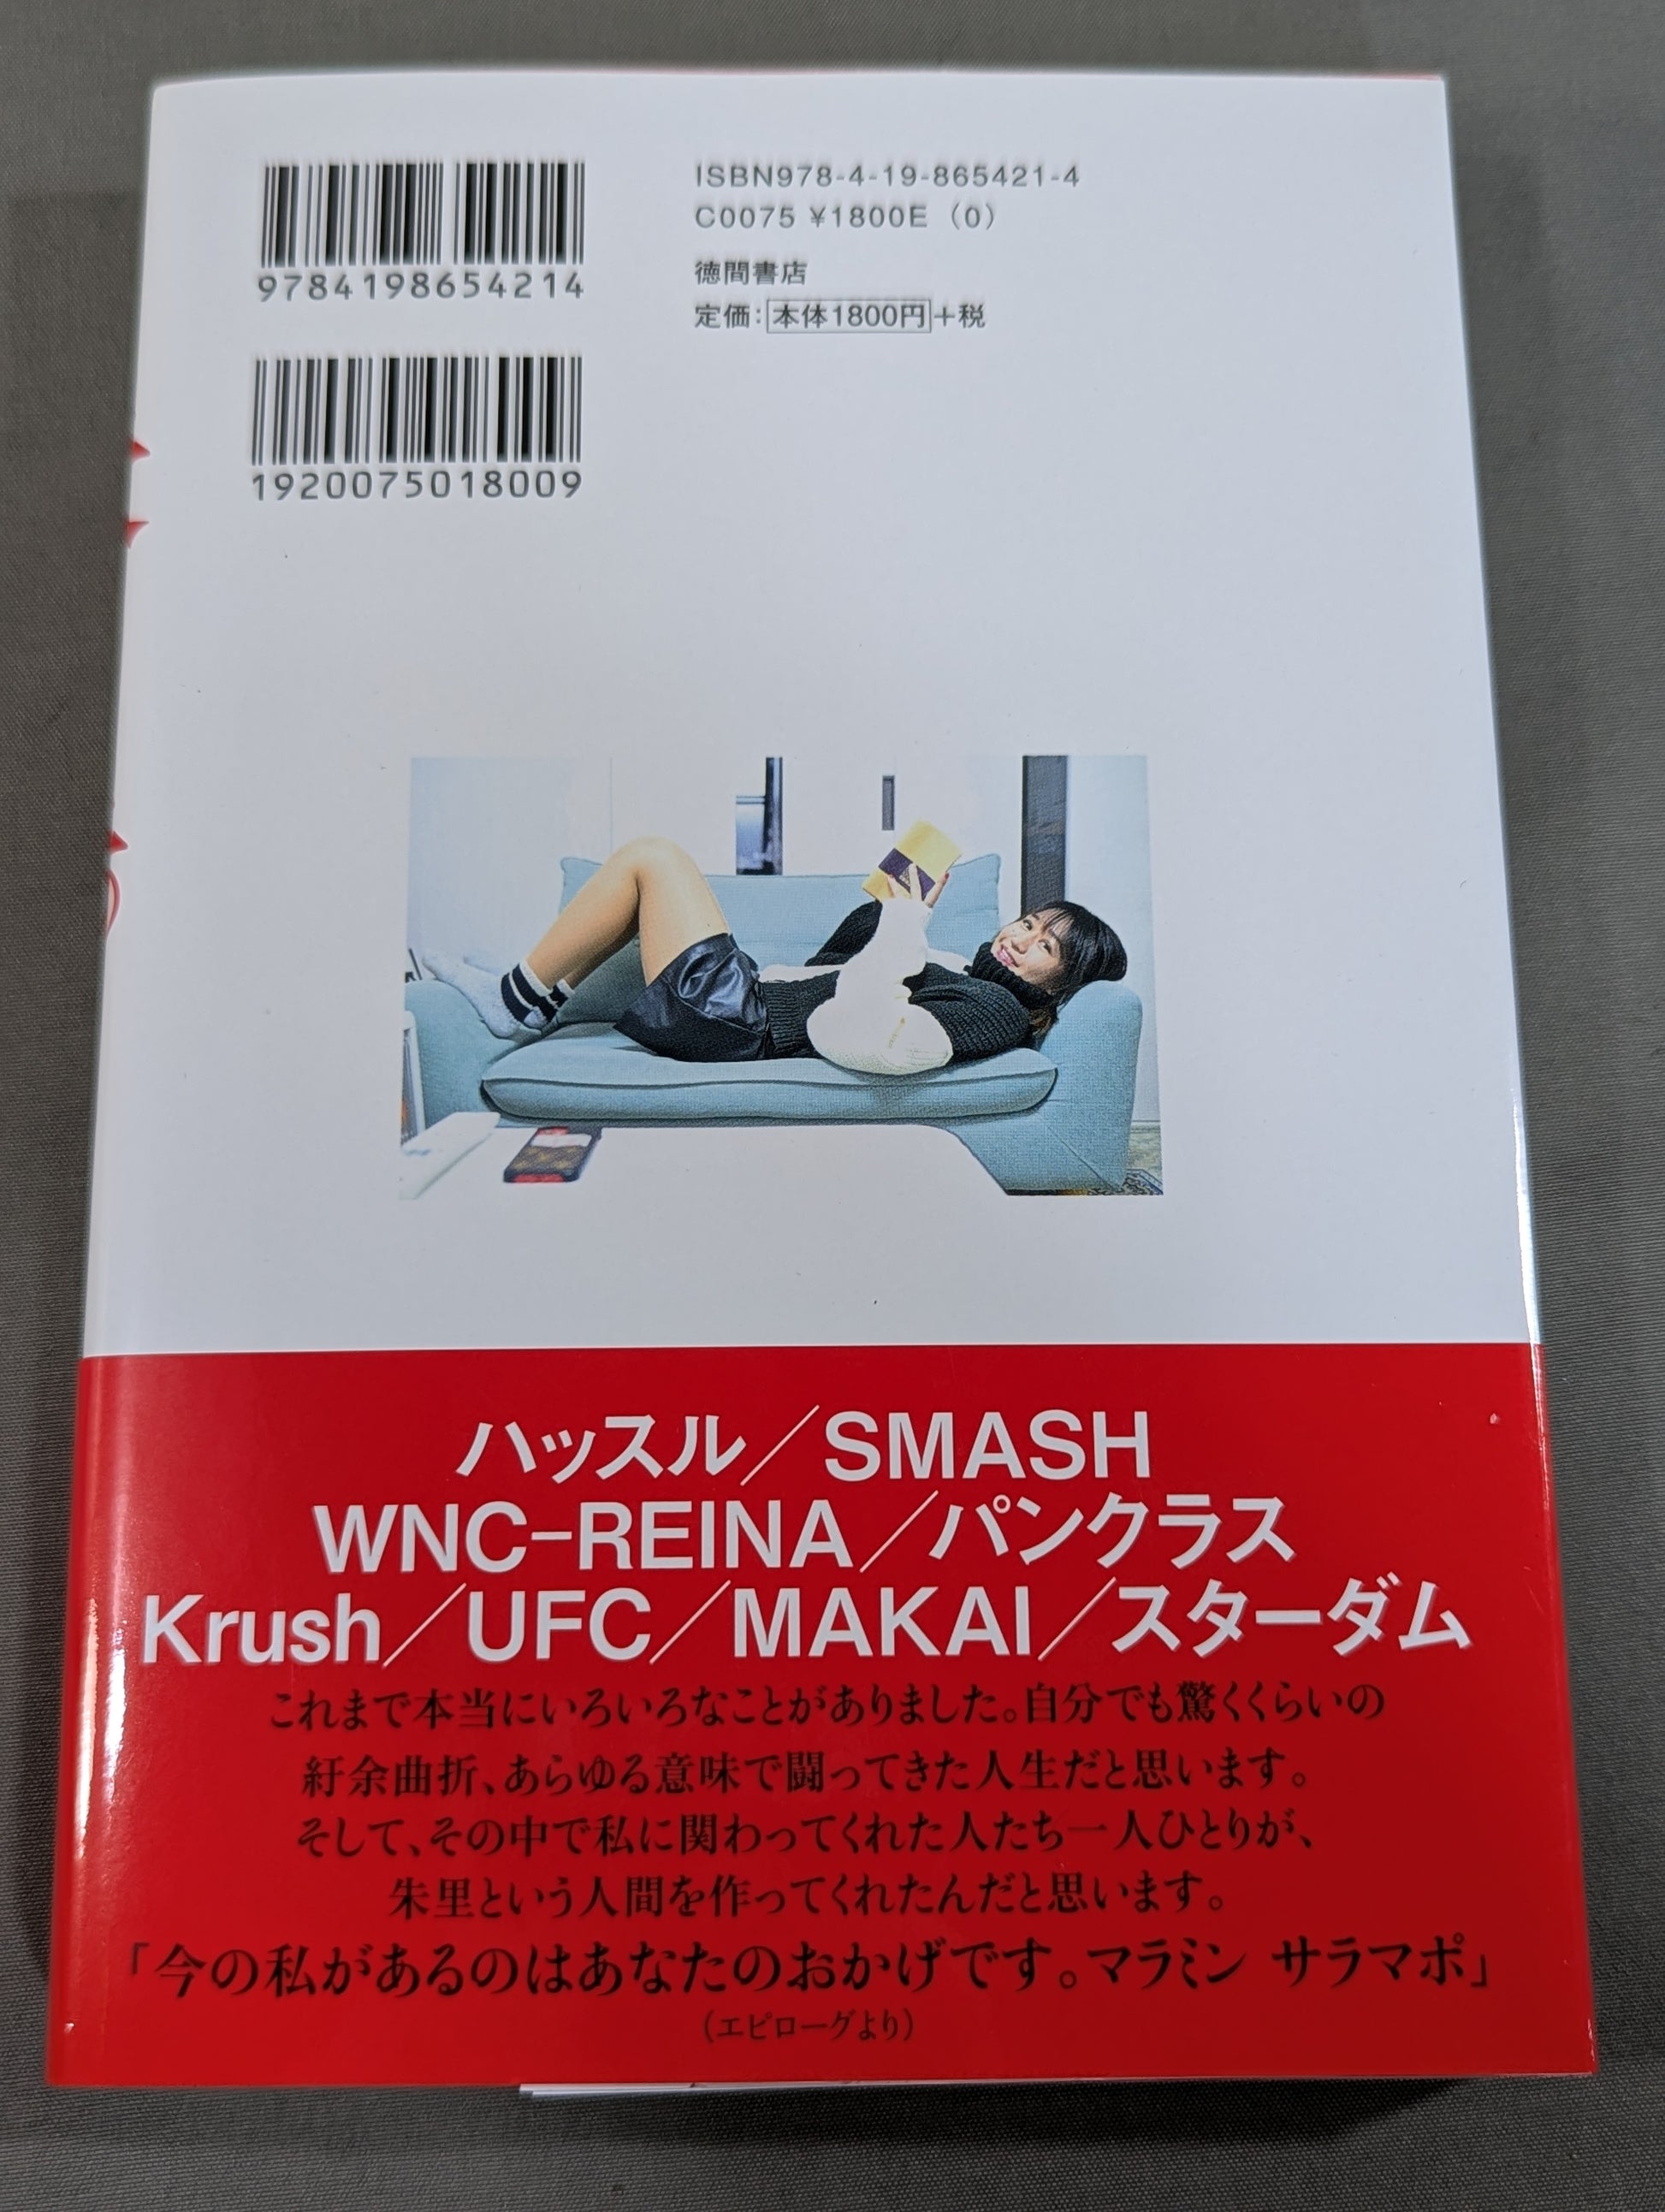 9784198654214
ISBN978-4-19-865421-4
C0075 ¥1800E (0)
徳間書店
定価：本体1800円＋税
1920075018009
ハッスル／SMASH
WNC-REINA／パンクラス
Krush／UFC／MAKAI／スターダム
これまで本当にいろいろなことがありました。自分でも驚くくらいの
紆余曲折、あらゆる意味で闘ってきた人生だと思います。
そして、その中で私に関わってくれた人たち一人ひとりが、
朱里という人間を作ってくれたんだと思います。
「今の私があるのはあなたのおかげです。マラミン サラマポ」
（エピローグより）